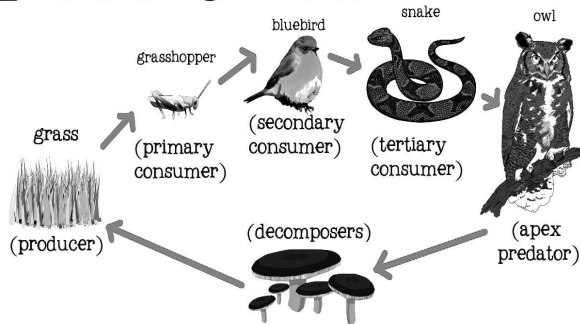 snake
owl
bluebird
grasshopper
grass
(secondary
consumer)
(primary
consumer)
(tertiary
consumer)
(producer)
(decomposers)
(apex
predator)